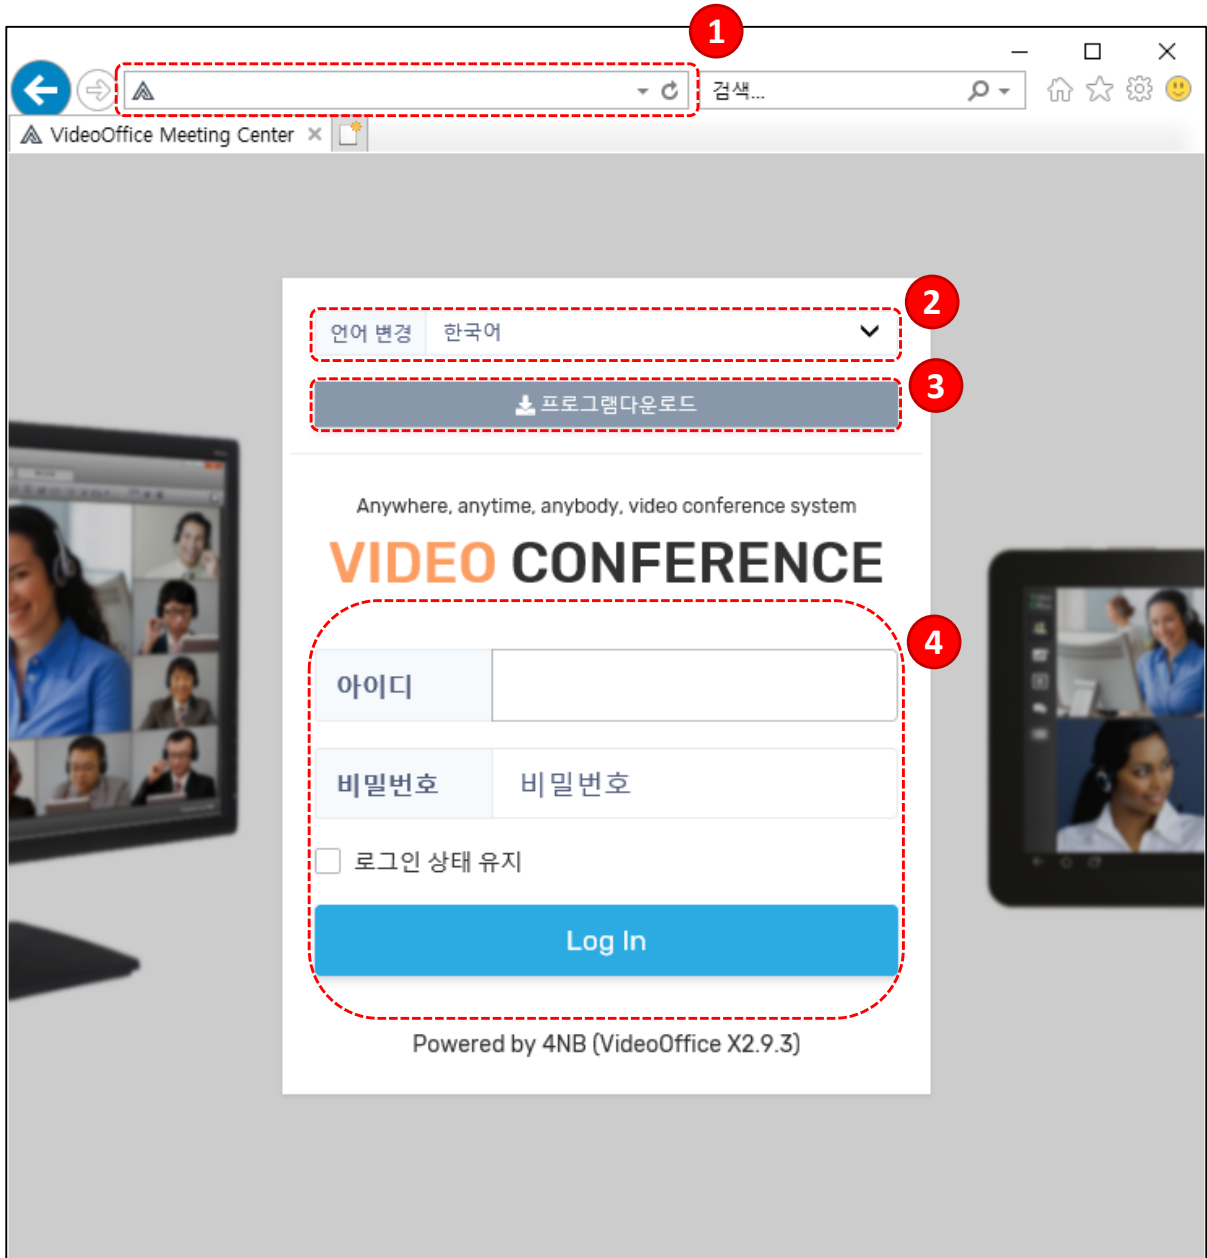 1
검색...
VideoOffice Meeting Center
2
언어 변경 한국어
3
프로그램다운로드
Anywhere, anytime, anybody, video conference system
VIDEO CONFERENCE
4
아이디
비밀번호 비밀번호
로그인 상태 유지
Log In
Powered by 4NB (VideoOffice X2.9.3)